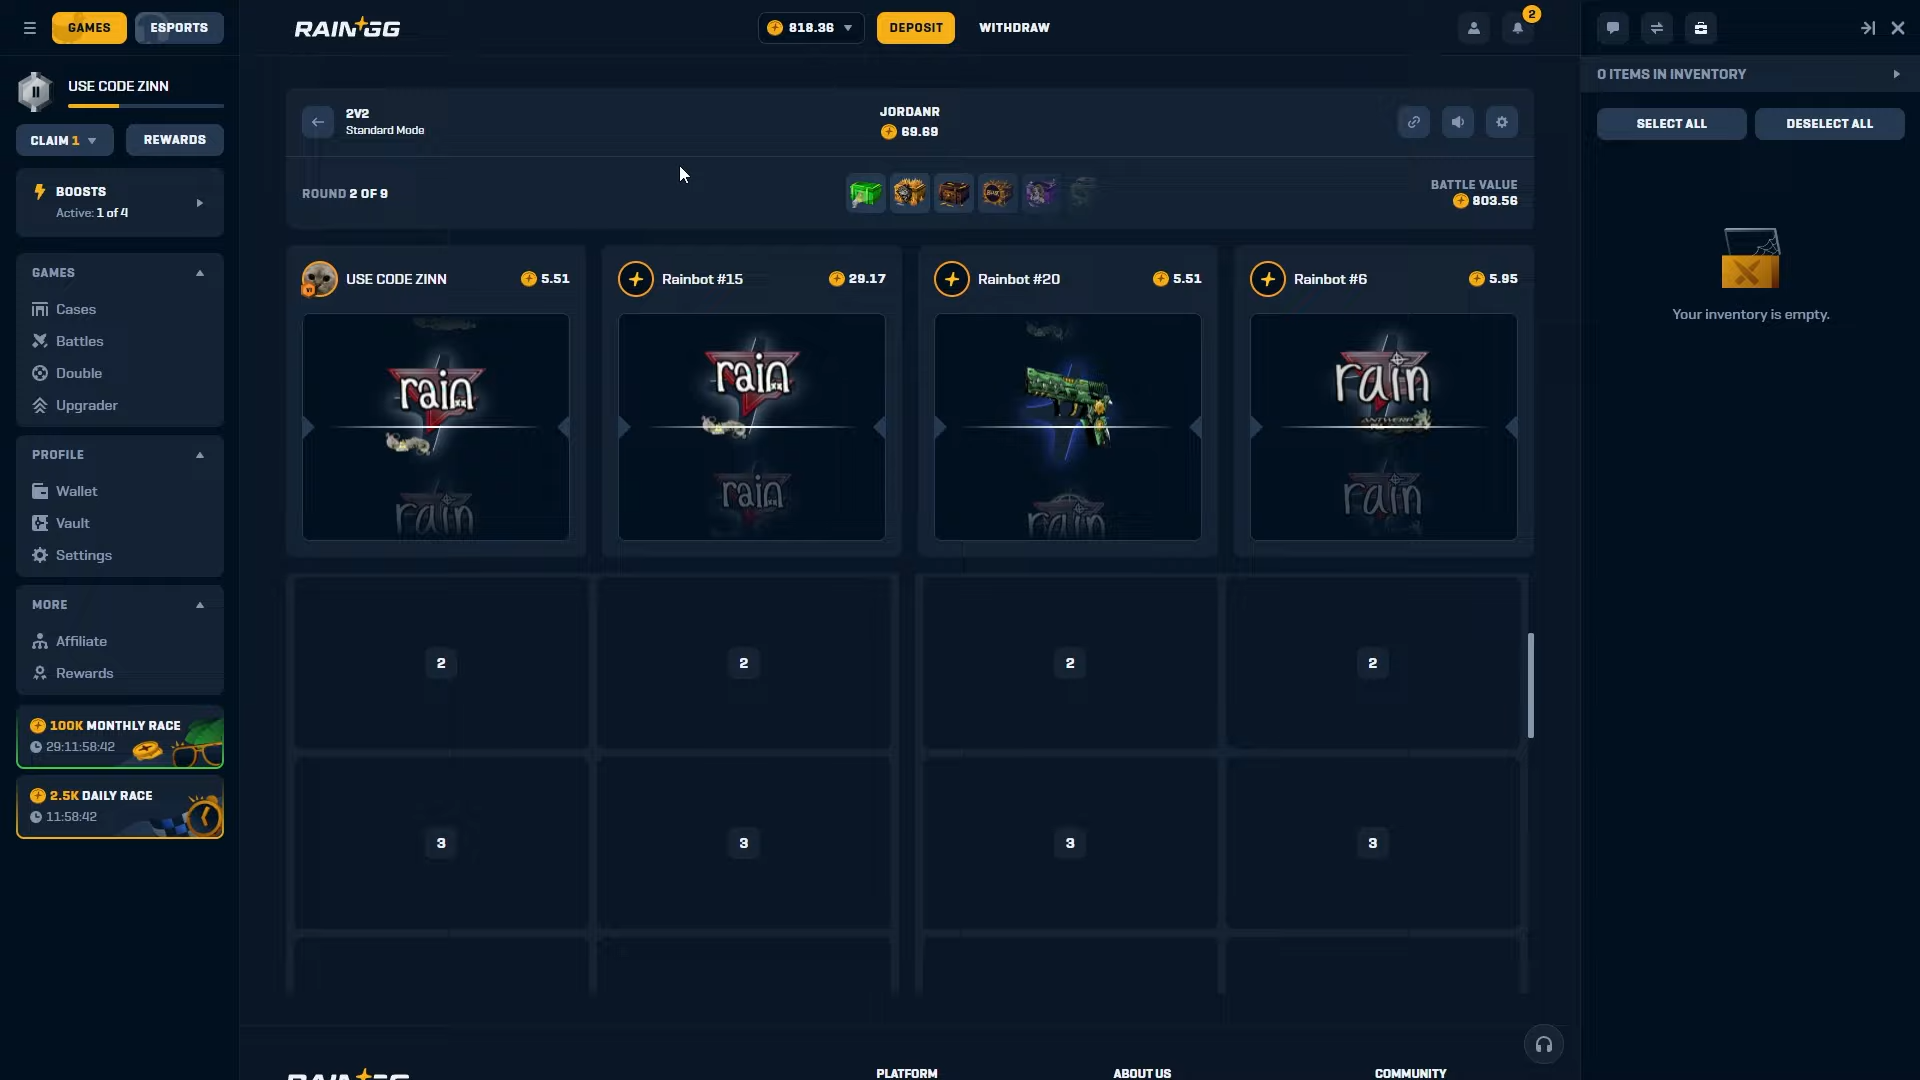 GAMES
ESPORTS
RAIN GG
818.36
DEPOSIT
WITHDRAW
2
II
USE CODE ZINN
CLAIM 1
REWARDS
BOOSTS
Active: 1 of 4
GAMES
Cases
Battles
Double
Upgrader
PROFILE
Wallet
Vault
Settings
MORE
Affiliate
Rewards
100K MONTHLY RACE
29:11:58:42
2.5K DAILY RACE
11:58:42
2V2
Standard Mode
JORDANR
69.69
ROUND 2 OF 9
BATTLE VALUE
803.56
USE CODE ZINN
5.51
Rainbot #15
29.17
Rainbot #20
5.51
Rainbot #6
5.95
rain
rain
rain
rain
rain
rain
rain
2
2
2
2
3
3
3
3
0 ITEMS IN INVENTORY
SELECT ALL
DESELECT ALL
Your inventory is empty.
RAIN GG
PLATFORM
ABOUT US
COMMUNITY